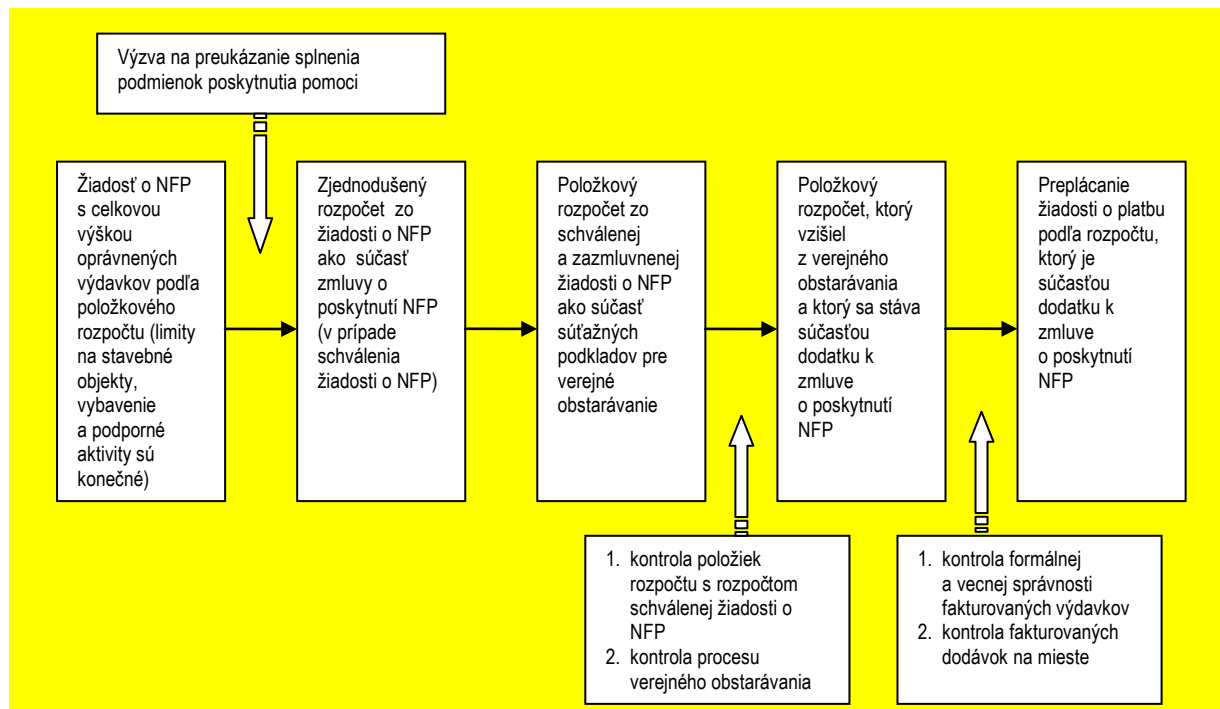 Výzva na preukázanie splnenia
podmienok poskytnutia pomoci
Žiadosť o NFP
s celkovou
výškou
oprávnených
výdavkov podľa
položkového
rozpočtu (limity
na stavebné
objekty,
vybavenie
a podporné
aktivity sú
konečné)
Zjednodušený
rozpočet zo
žiadosti o NFP
ako súčasť
zmluvy o
poskytnutí NFP
(v prípade
schválenia
žiadosti o NFP)
Položkový
rozpočet zo
schválenej
a zazmluvnenej
žiadosti o NFP
ako súčasť
súťažných
podkladov pre
verejné
obstarávanie
Položkový
rozpočet, ktorý
vzišiel
z verejného
obstarávania
a ktorý sa stáva
súčasťou
dodatku k
zmluve
o poskytnutí
NFP
Preplácanie
žiadosti o platbu
podľa rozpočtu,
ktorý je
súčasťou
dodatku k
zmluve
o poskytnutí
NFP
1. kontrola položiek
rozpočtu s rozpočtom
schválenej žiadosti o
NFP
2. kontrola procesu
verejného obstarávania
1. kontrola formálnej
a vecnej správnosti
fakturovaných výdavkov
2. kontrola fakturovaných
dodávok na mieste